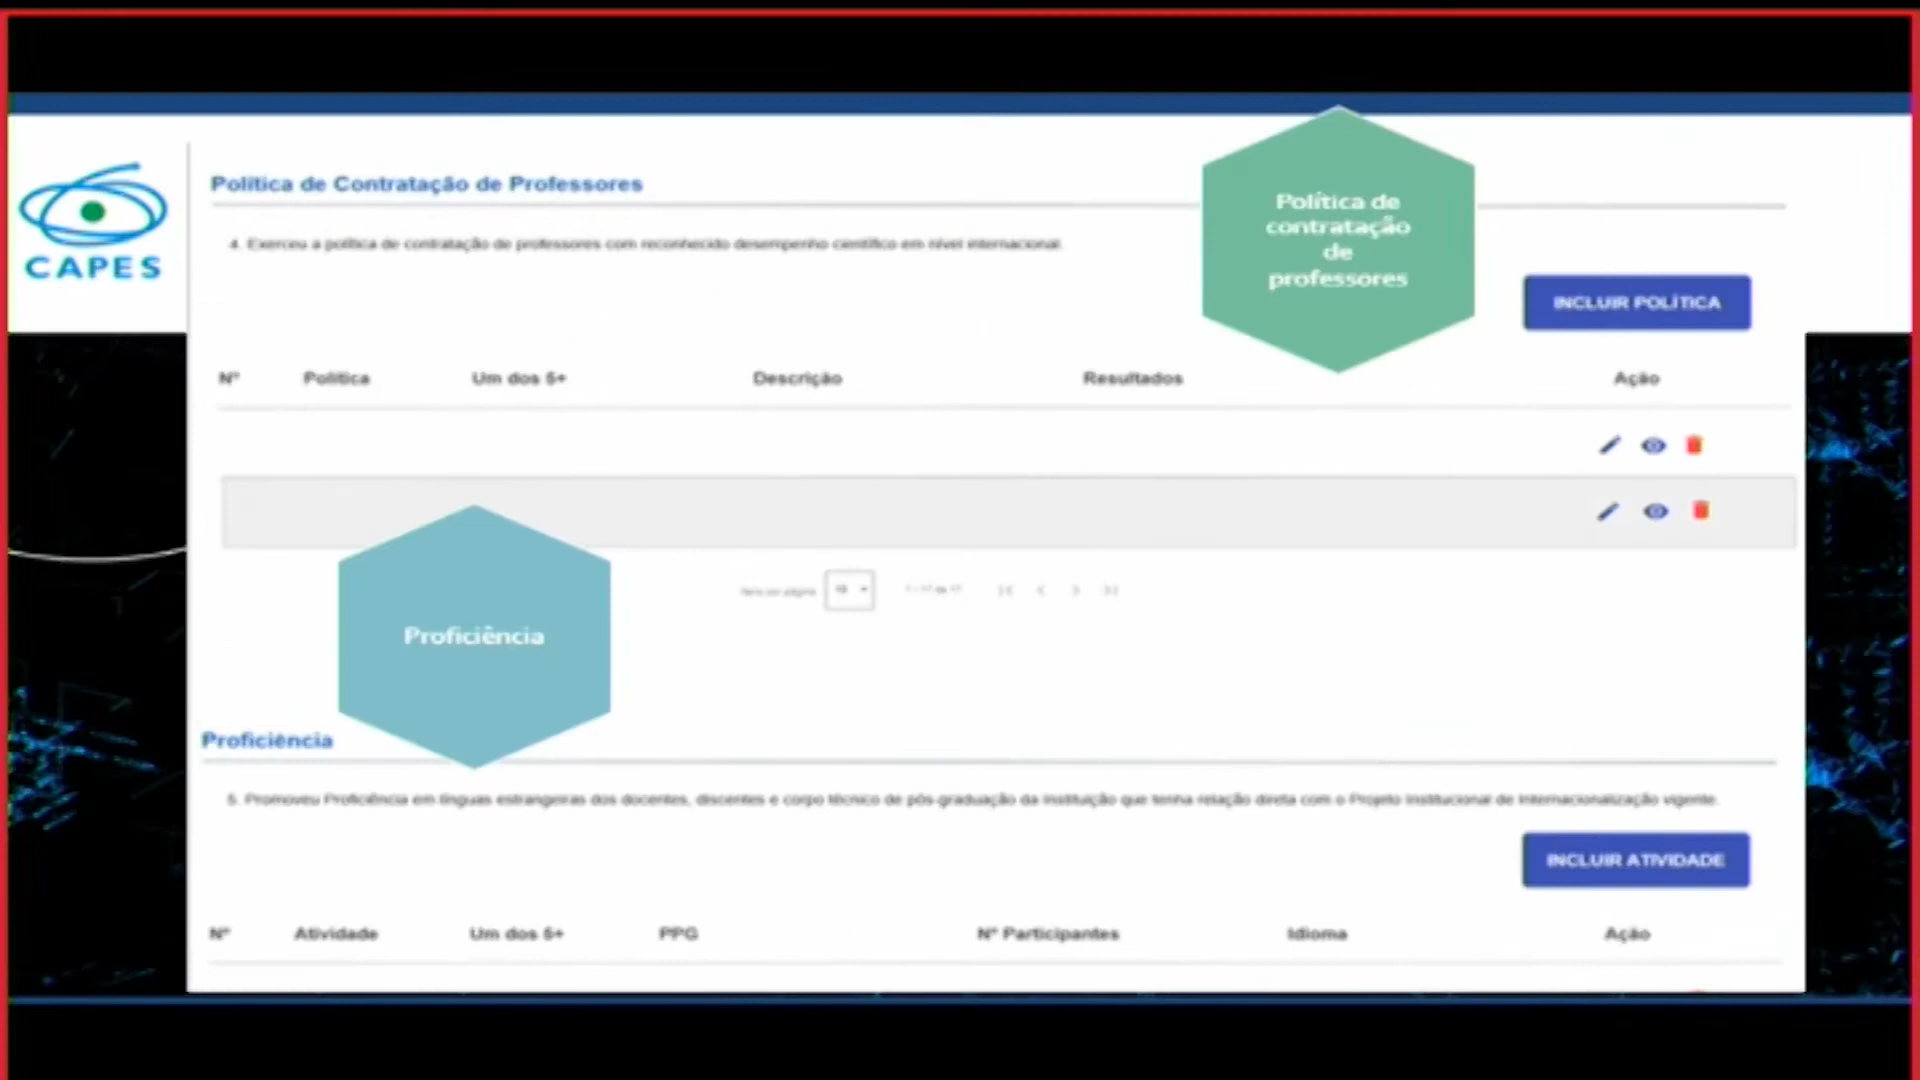 CAPES
Política de Contratação de Professores
Política de
contratação
de
professores
4. Exerceu a política de contratação de professores com reconhecido desempenho científico em nível internacional.
INCLUIR POLÍTICA
Nº Política Um dos 5+ Descrição Resultados Ação
Itens por página
Proficiência
Proficiência
5. Promoveu Proficiência em línguas estrangeiras dos docentes, discentes e corpo técnico de pós-graduação da Instituição que tenha relação direta com o Projeto Institucional de Internacionalização vigente.
INCLUIR ATIVIDADE
Nº Atividade Um dos 5+ PPG Nº Participantes Idioma Ação